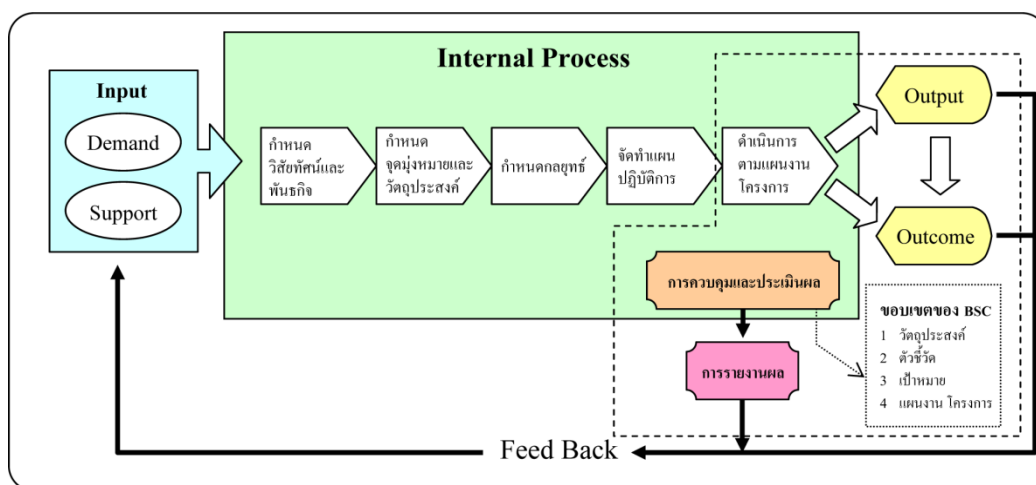 Internal Process
Input
Demand
Support
กำหนด
วิสัยทัศน์และ
พันธกิจ
กำหนด
จุดมุ่งหมายและ
วัตถุประสงค์
กำหนดกลยุทธ์
จัดทำแผน
ปฏิบัติการ
ดำเนินการ
ตามแผนงาน
โครงการ
Output
Outcome
การควบคุมและประเมินผล
การรายงานผล
ขอบเขตของ BSC
1 วัตถุประสงค์
2 ตัวชี้วัด
3 เป้าหมาย
4 แผนงาน โครงการ
Feed Back